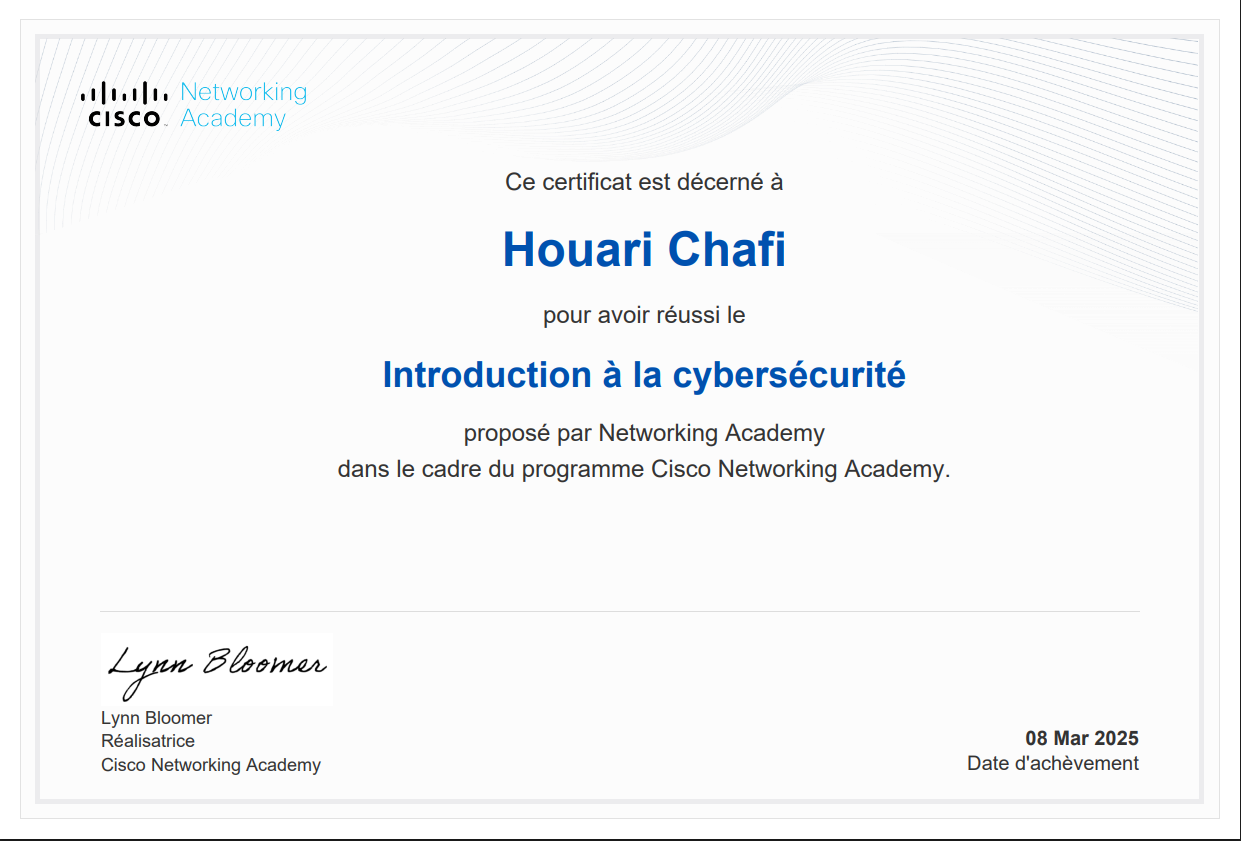 CISCO
Networking
Academy
Ce certificat est décerné à
Houari Chafi
pour avoir réussi le
Introduction à la cybersécurité
proposé par Networking Academy
dans le cadre du programme Cisco Networking Academy.
Lynn Bloomer
Lynn Bloomer
Réalisatrice
Cisco Networking Academy
08 Mar 2025
Date d'achèvement